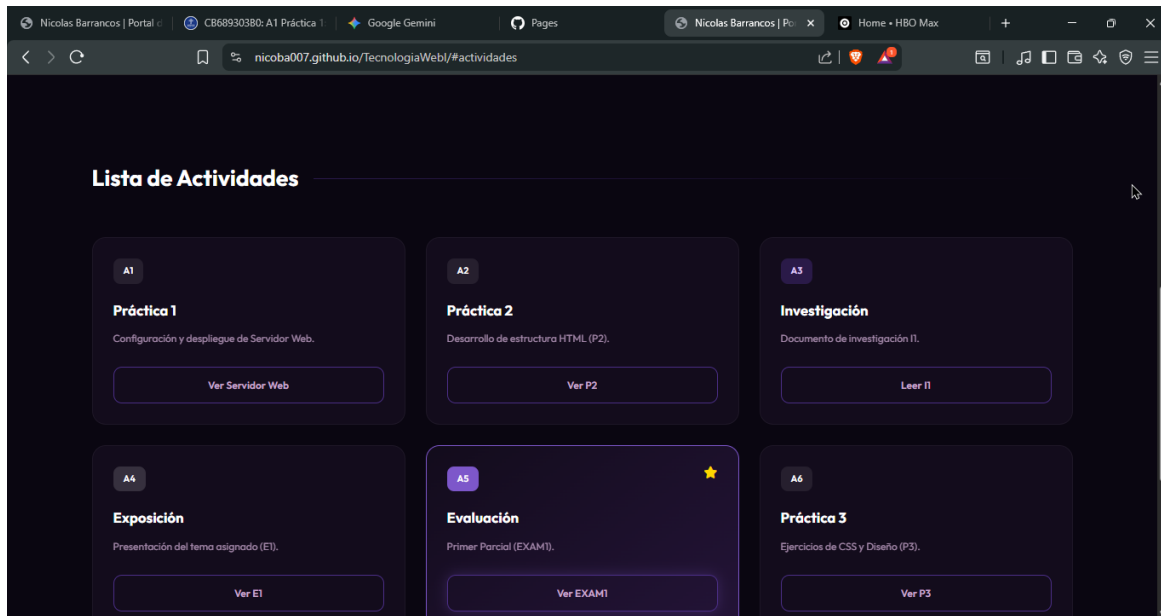 Nicolas Barrancos | Portal d
CB689303B0: A1 Práctica 1:
Google Gemini
Pages
Nicolas Barrancos | Po
Home • HBO Max
nicoba007.github.io/TecnologiaWebI/#actividades
1
Lista de Actividades
A1
Práctica 1
Configuración y despliegue de Servidor Web.
Ver Servidor Web
A2
Práctica 2
Desarrollo de estructura HTML (P2).
Ver P2
A3
Investigación
Documento de investigación I1.
Leer I1
A4
Exposición
Presentación del tema asignado (E1).
Ver E1
A5
Evaluación
Primer Parcial (EXAM1).
Ver EXAM1
A6
Práctica 3
Ejercicios de CSS y Diseño (P3).
Ver P3